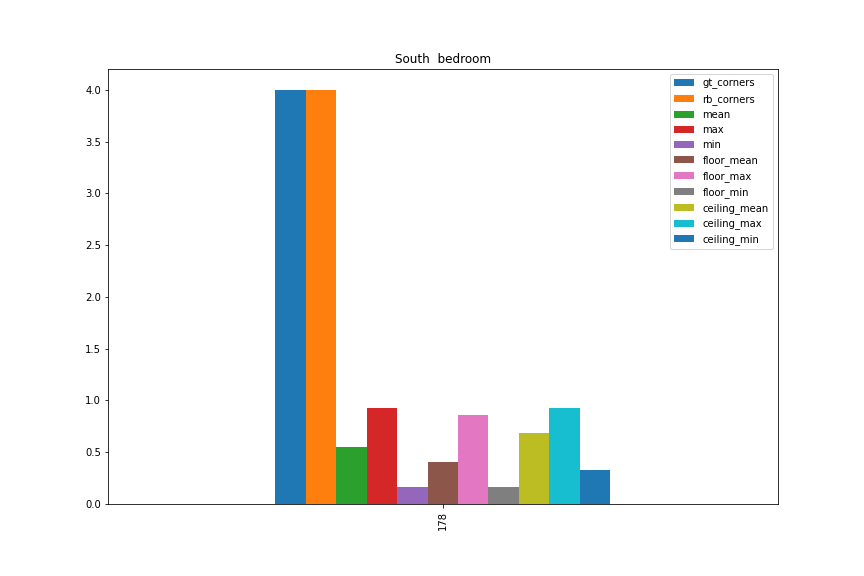 South  bedroom
gt_corners
rb_corners
mean
max
min
floor_mean
floor_max
floor_min
ceiling_mean
ceiling_max
ceiling_min
4.0
3.5
3.0
2.5
2.0
1.5
1.0
0.5
0.0
178